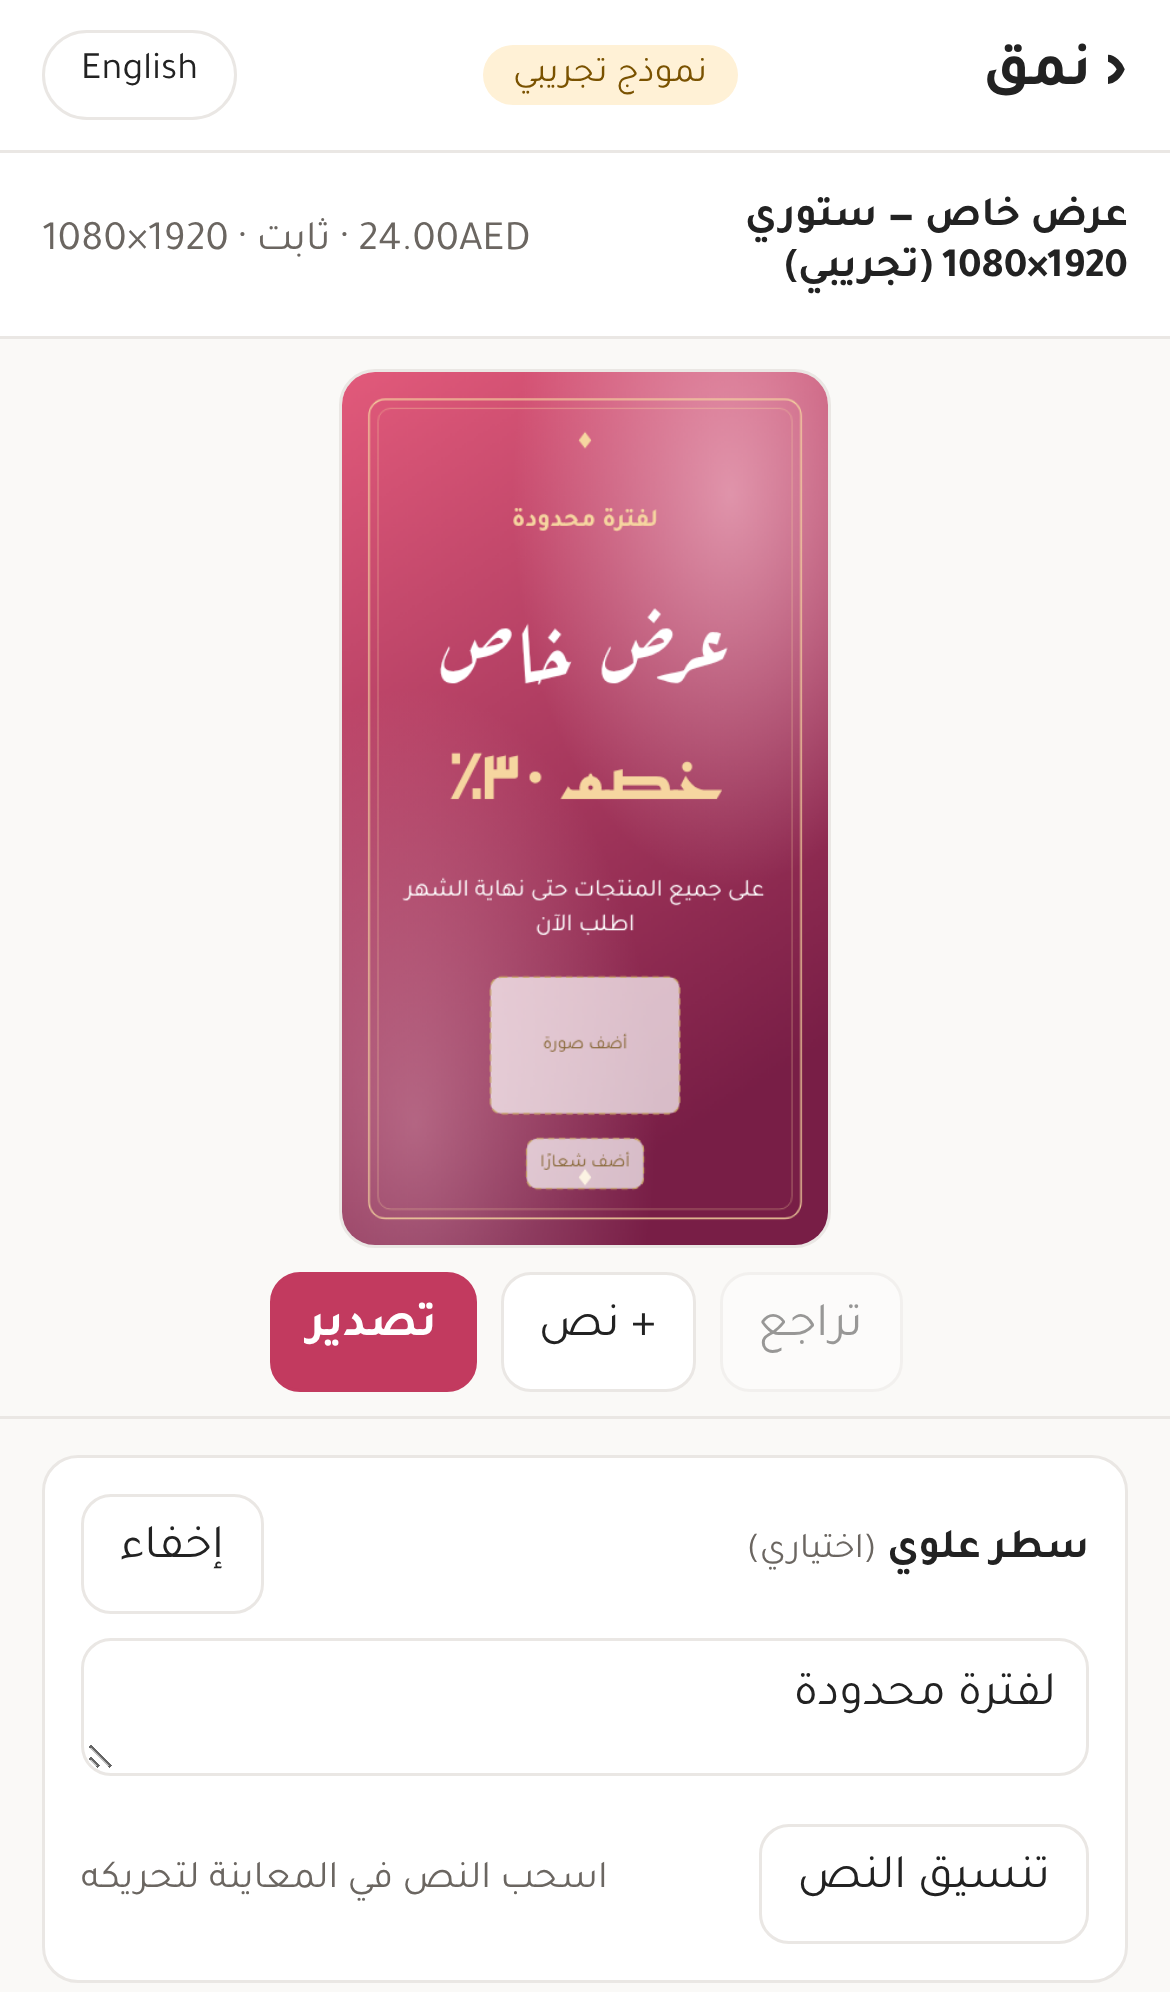 نمق
نموذج تجريبي
English
عرض خاص – ستوري
1080×1920 (تجريبي)
24.00AED · ثابت · 1080×1920
لفترة محدودة
عرض خاص
خصم ٣٠٪
على جميع المنتجات حتى نهاية الشهر
اطلب الآن
أضف صورة
أضف شعارًا
تراجع
+ نص
تصدير
سطر علوي (اختياري)
إخفاء
لفترة محدودة
تنسيق النص
اسحب النص في المعاينة لتحريكه